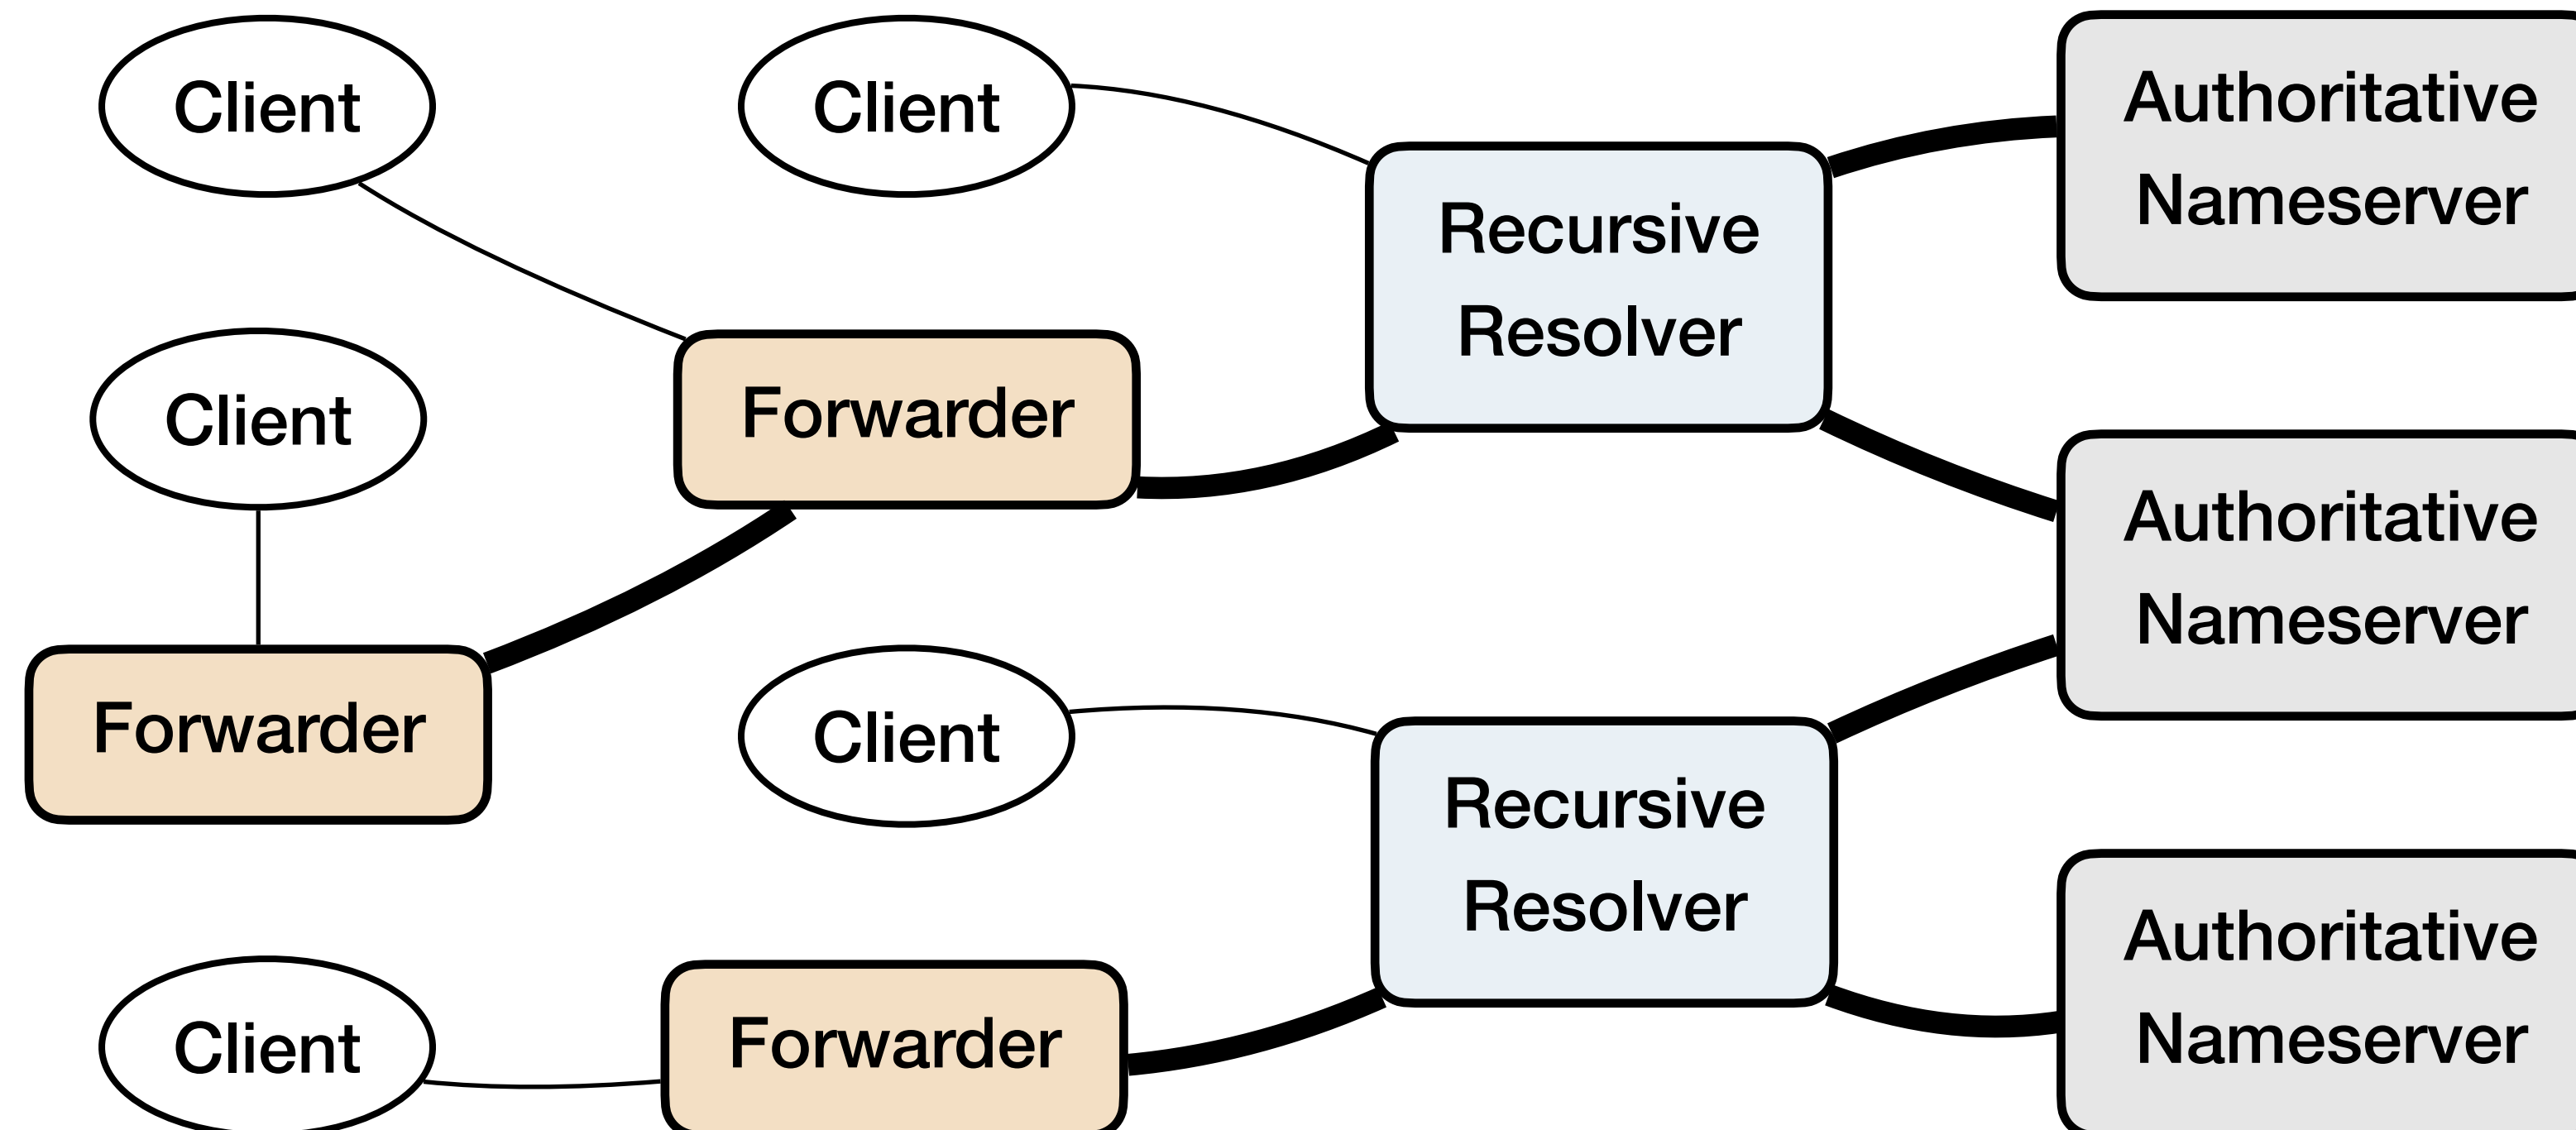 Client
Client
Authoritative
Nameserver
Recursive
Resolver
Client
Forwarder
Authoritative
Nameserver
Forwarder
Client
Recursive
Resolver
Client
Forwarder
Authoritative
Nameserver